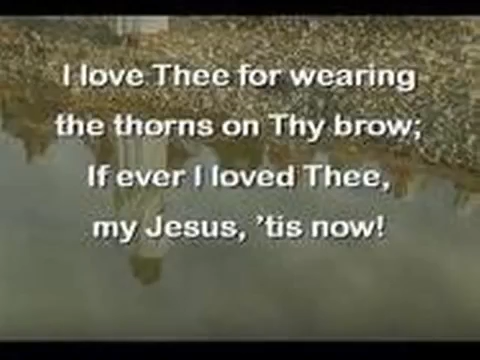 I love Thee for wearing
the thorns on Thy brow;
If ever I loved Thee,
my Jesus, ’tis now!